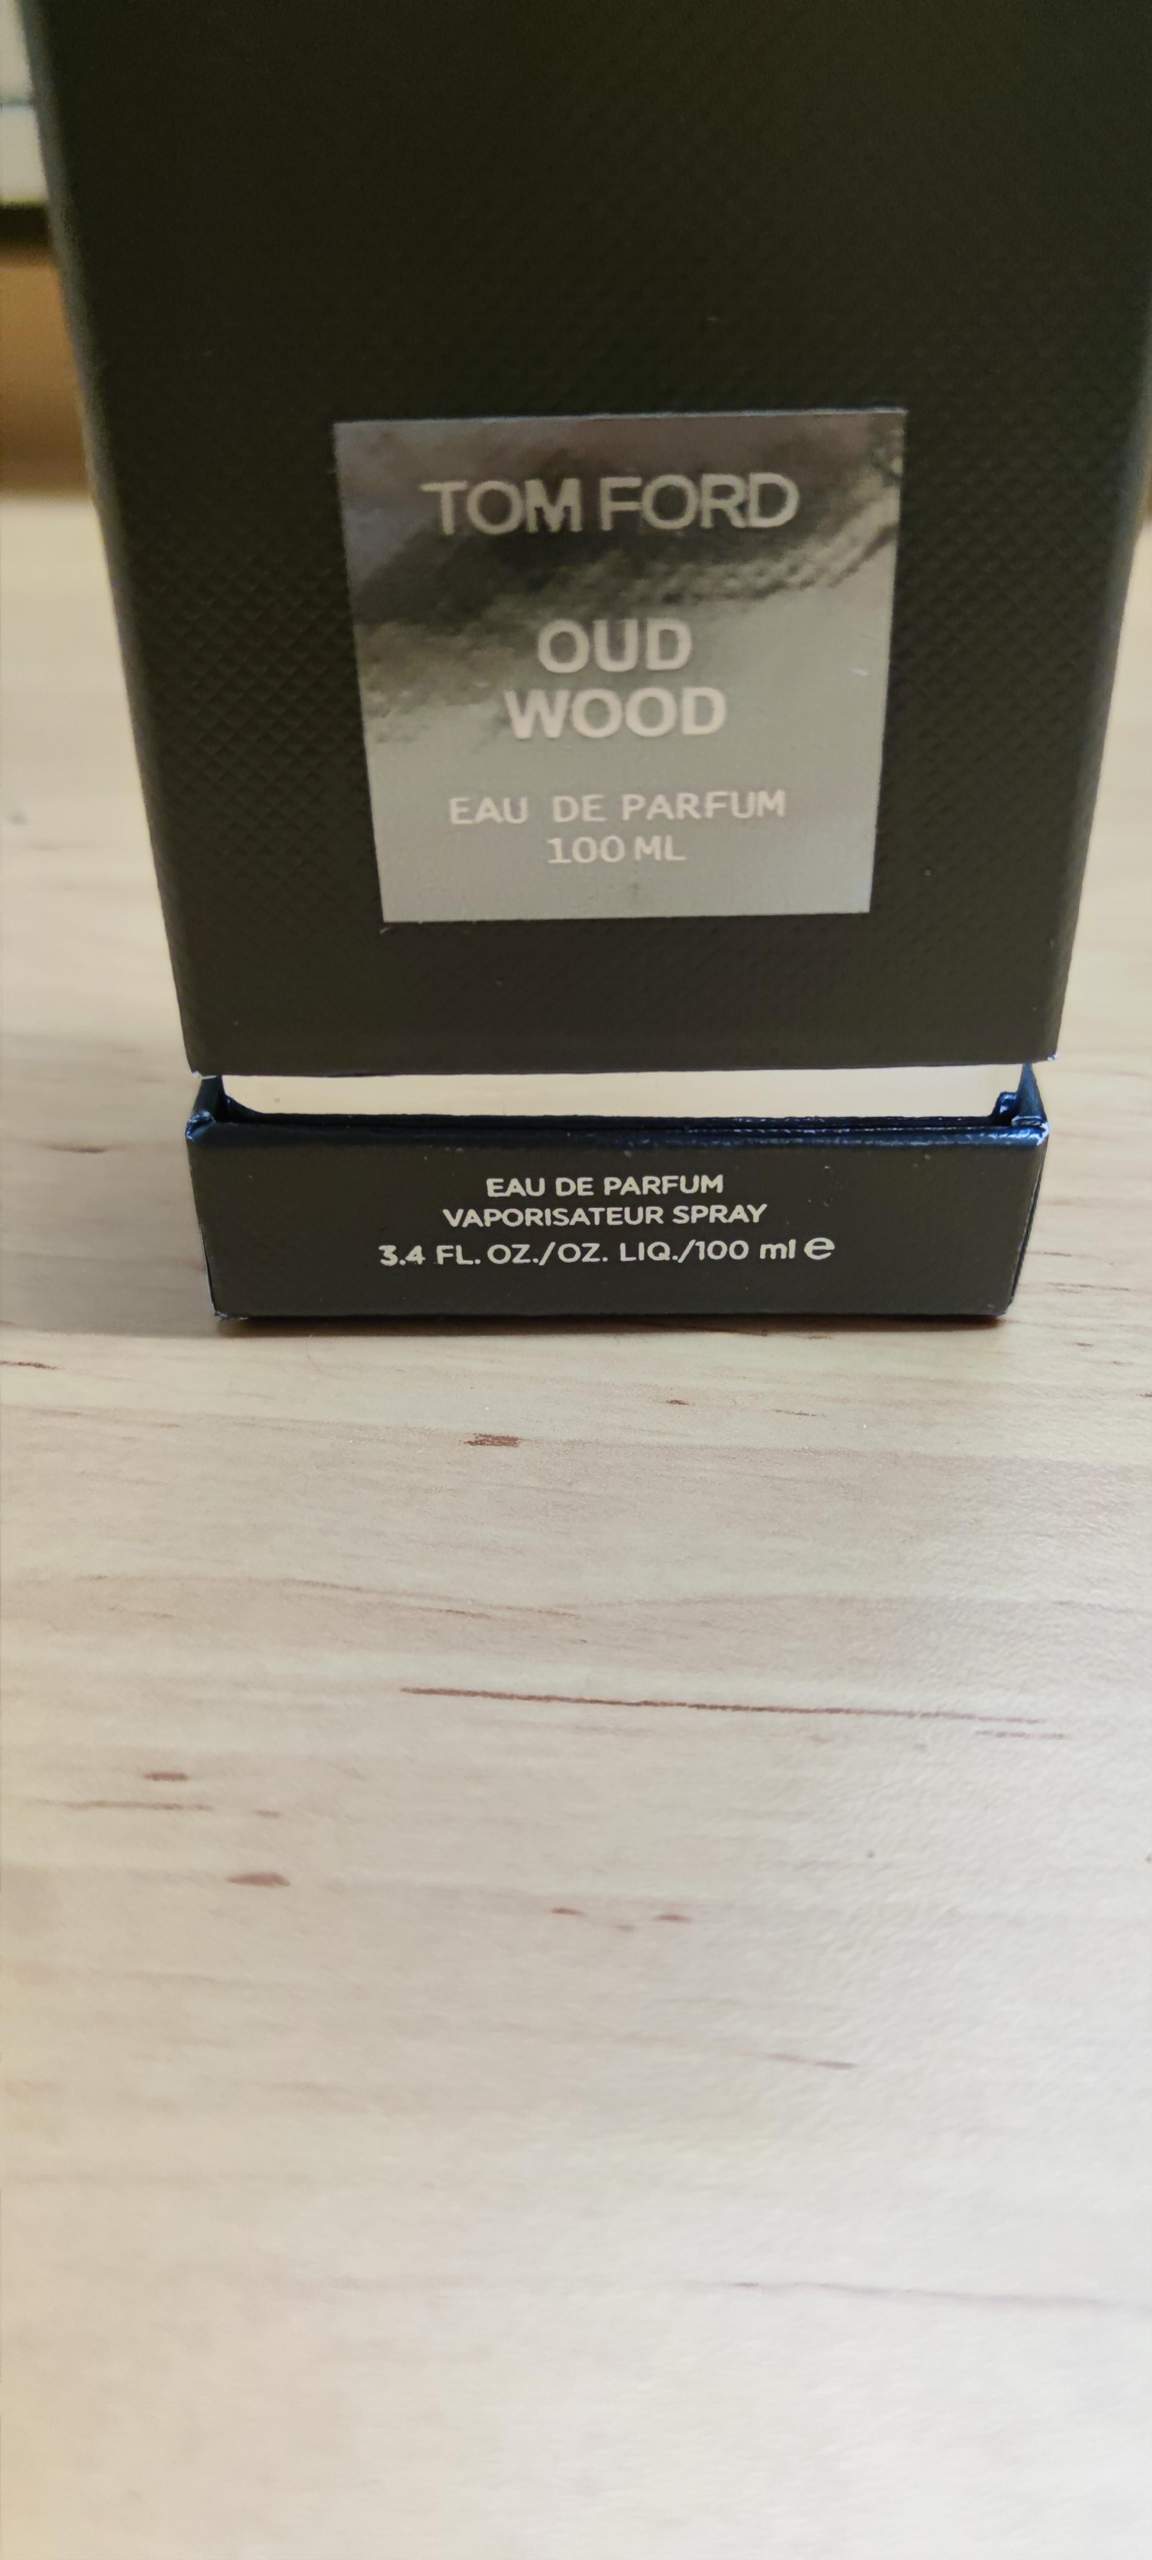 TOM FORD
OUD
WOOD
EAU DE PARFUM
100 ML
EAU DE PARFUM
VAPORISATEUR SPRAY
3.4 FL. OZ./OZ. LIQ./100 ml ℮